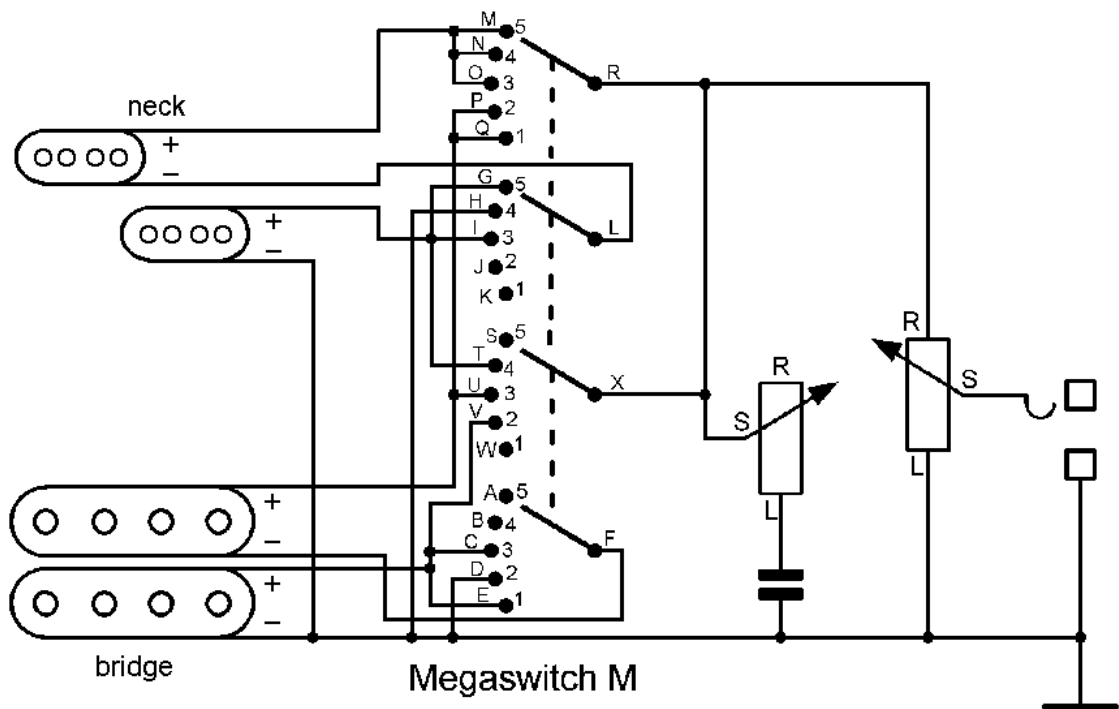 M 5
N 4
R
O 3
P 2
neck
Q 1
+
−
G 5
H 4
L
+
I 3
−
J 2
K 1
S 5
R
T 4
R
X
S
U 3
V 2
S
W 1
L
A 5
+
L
B 4
−
F
C 3
D 2
+
E 1
−
bridge
Megaswitch M